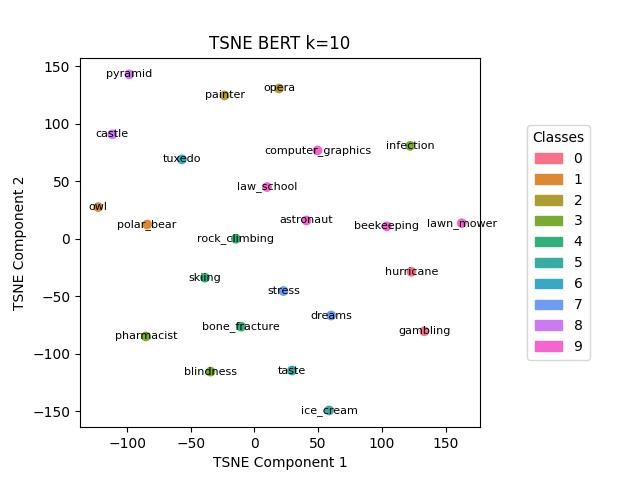 TSNE BERT k=10
150
100
50
0
−50
−100
−150
TSNE Component 2
pyramid
opera
painter
castle
computer_graphics
infection
tuxedo
law_school
owl
astronaut
lawn_mower
polar_bear
beekeeping
rock_climbing
hurricane
skiing
stress
dreams
bone_fracture
gambling
pharmacist
blindness
taste
ice_cream
−100
−50
0
50
100
150
TSNE Component 1
Classes
0
1
2
3
4
5
6
7
8
9